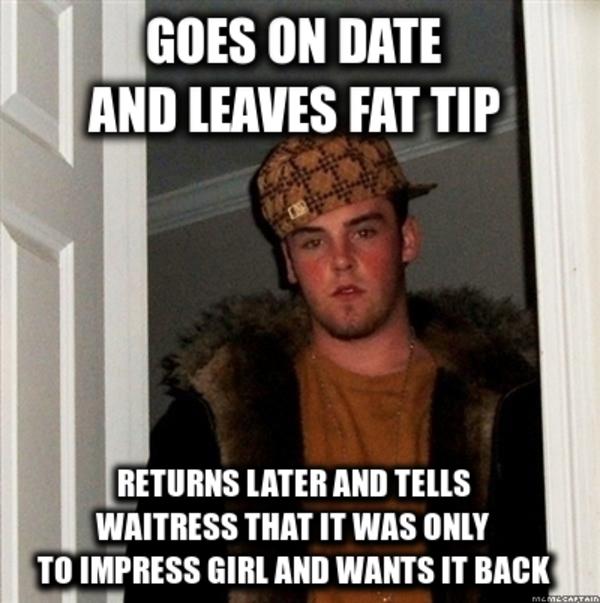 GOES ON DATE
AND LEAVES FAT TIP
RETURNS LATER AND TELLS
WAITRESS THAT IT WAS ONLY
TO IMPRESS GIRL AND WANTS IT BACK
MEMECAPTAIN